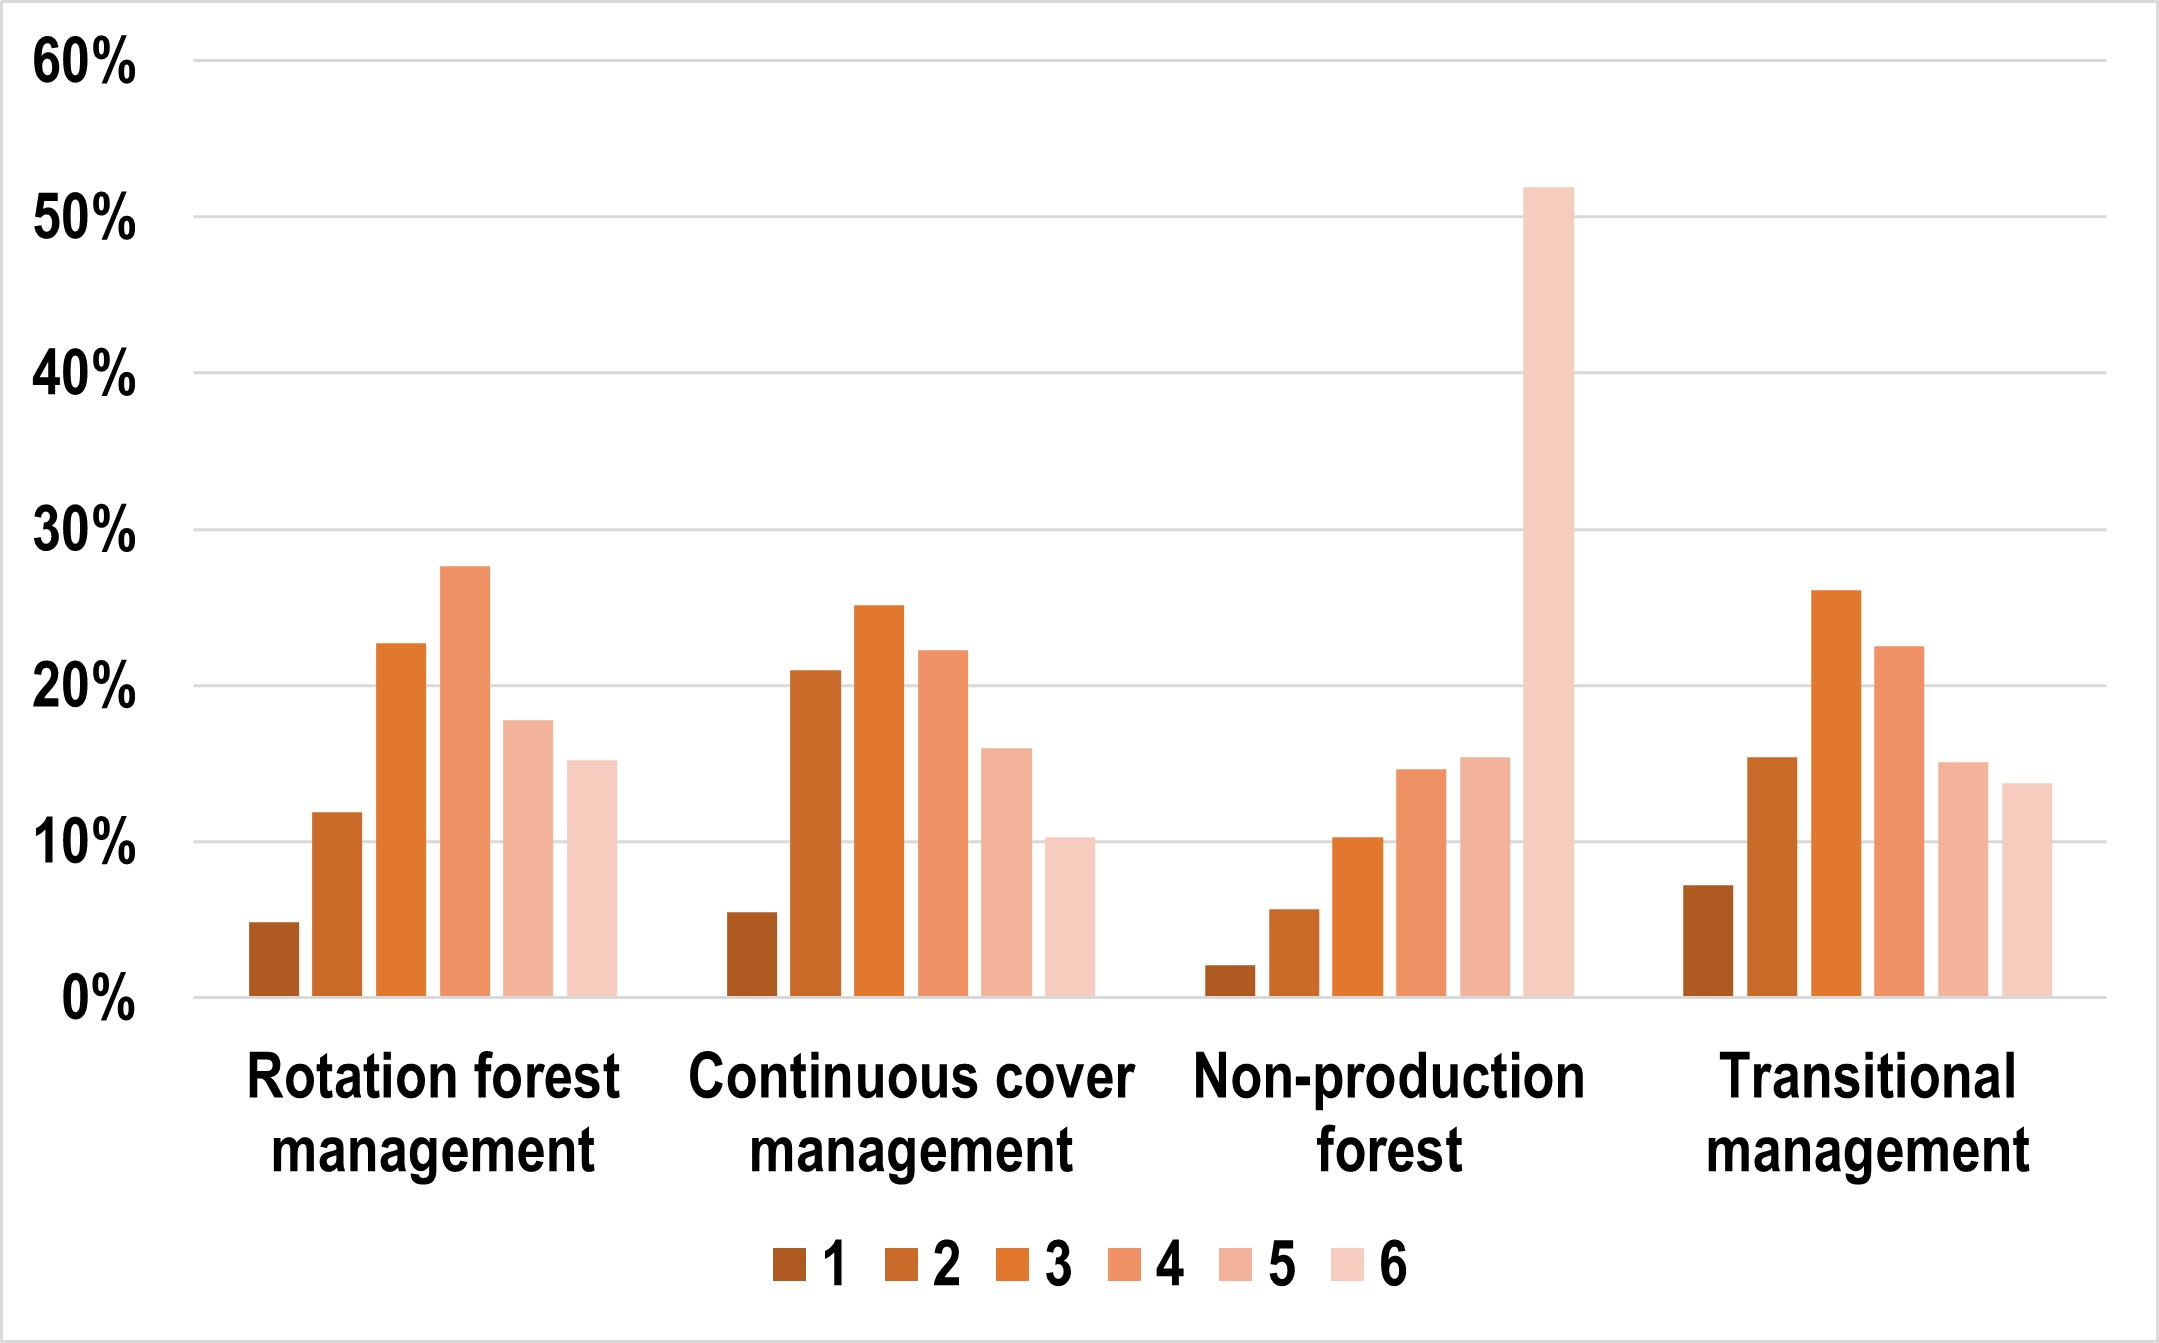 60%
50%
40%
30%
20%
10%
0%
Rotation forest
management
Continuous cover
management
Non-production
forest
Transitional
management
1 2 3 4 5 6